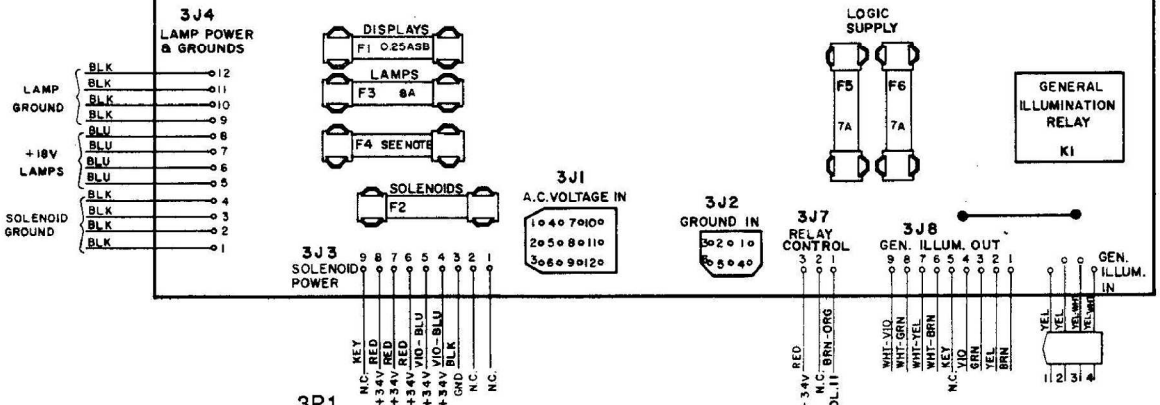 3J4
LAMP POWER
& GROUNDS
LAMP
GROUND
BLK 12
BLK 11
BLK 10
BLK 9
+18V
LAMPS
BLU 8
BLU 7
BLU 6
BLU 5
SOLENOID
GROUND
BLK 4
BLK 3
BLK 2
BLK 1
DISPLAYS
F1 0.25ASB
LAMPS
F3 8A
F4 SEE NOTE
SOLENOIDS
F2
LOGIC
SUPPLY
F5 F6
7A 7A
GENERAL
ILLUMINATION
RELAY
K1
3J1
A.C. VOLTAGE IN
1 4 7 10
2 5 8 11
3 6 9 12
3J2
GROUND IN
3 2 1
6 5 4
3J3
SOLENOID
POWER
9 8 7 6 5 4 3 2 1
KEY RED RED RED VIO-BLU VIO-BLU BLK
N.C. +34V +34V +34V +34V +34V GND N.C. N.C.
3J7
RELAY
CONTROL
3 2 1
RED BRN-ORG
+34V N.C. OL.11
3J8
GEN. ILLUM. OUT
9 8 7 6 5 4 3 2 1
WHT-VIO WHT-GRN WHT-YEL WHT-BRN KEY VIO GRN YEL BRN
N.C.
GEN.
ILLUM.
IN
YEL YEL YEL-WHT YEL-WHT
1 2 3 4
3P1